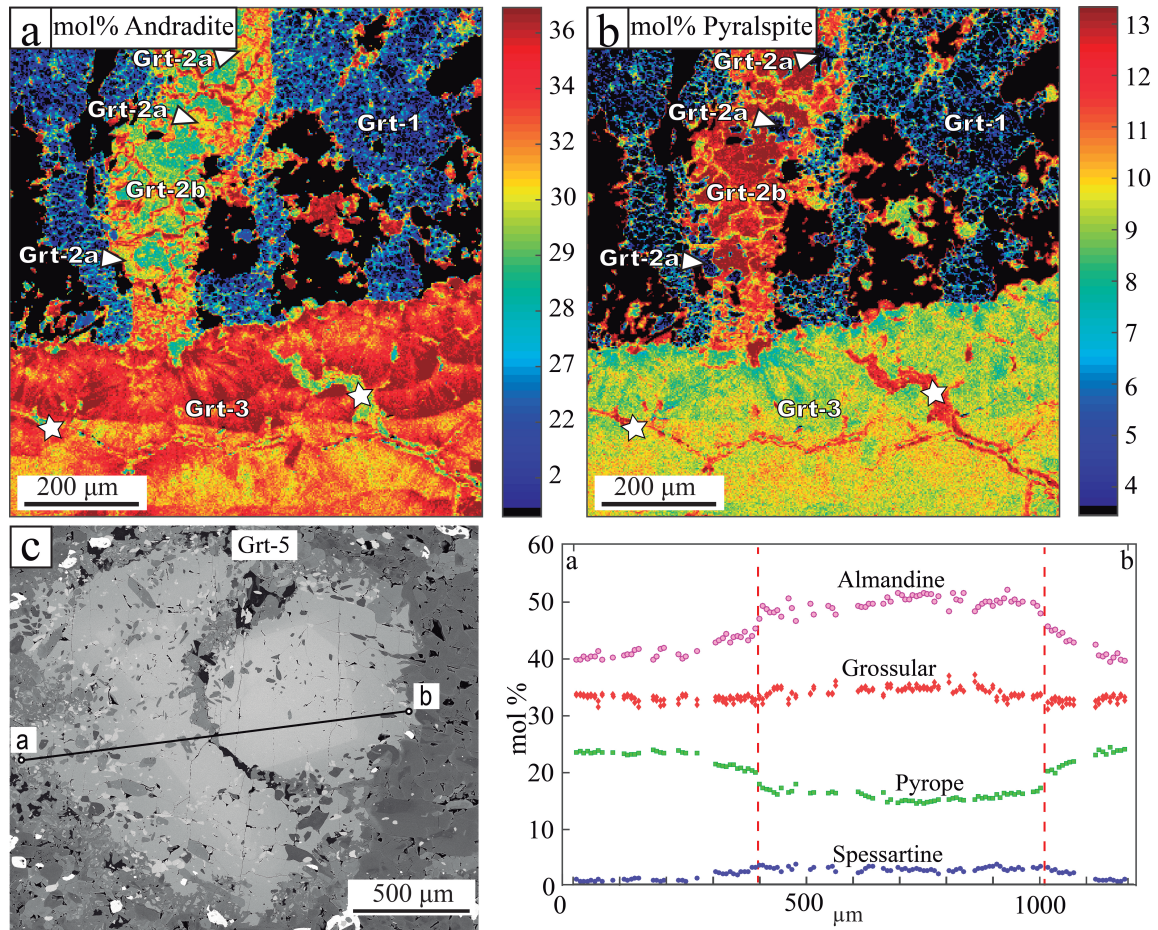 a
mol% Andradite
Grt-2a
Grt-2a
Grt-1
Grt-2b
Grt-2a
Grt-3
200 µm
36
34
32
30
29
28
27
22
2
b
mol% Pyralspite
Grt-2a
Grt-2a
Grt-1
Grt-2b
Grt-2a
Grt-3
200 µm
13
12
11
10
9
8
7
6
5
4
c
Grt-5
a
b
500 µm
mol %
60
50
40
30
20
10
0
a
b
Almandine
Grossular
Pyrope
Spessartine
0
500
1000
µm